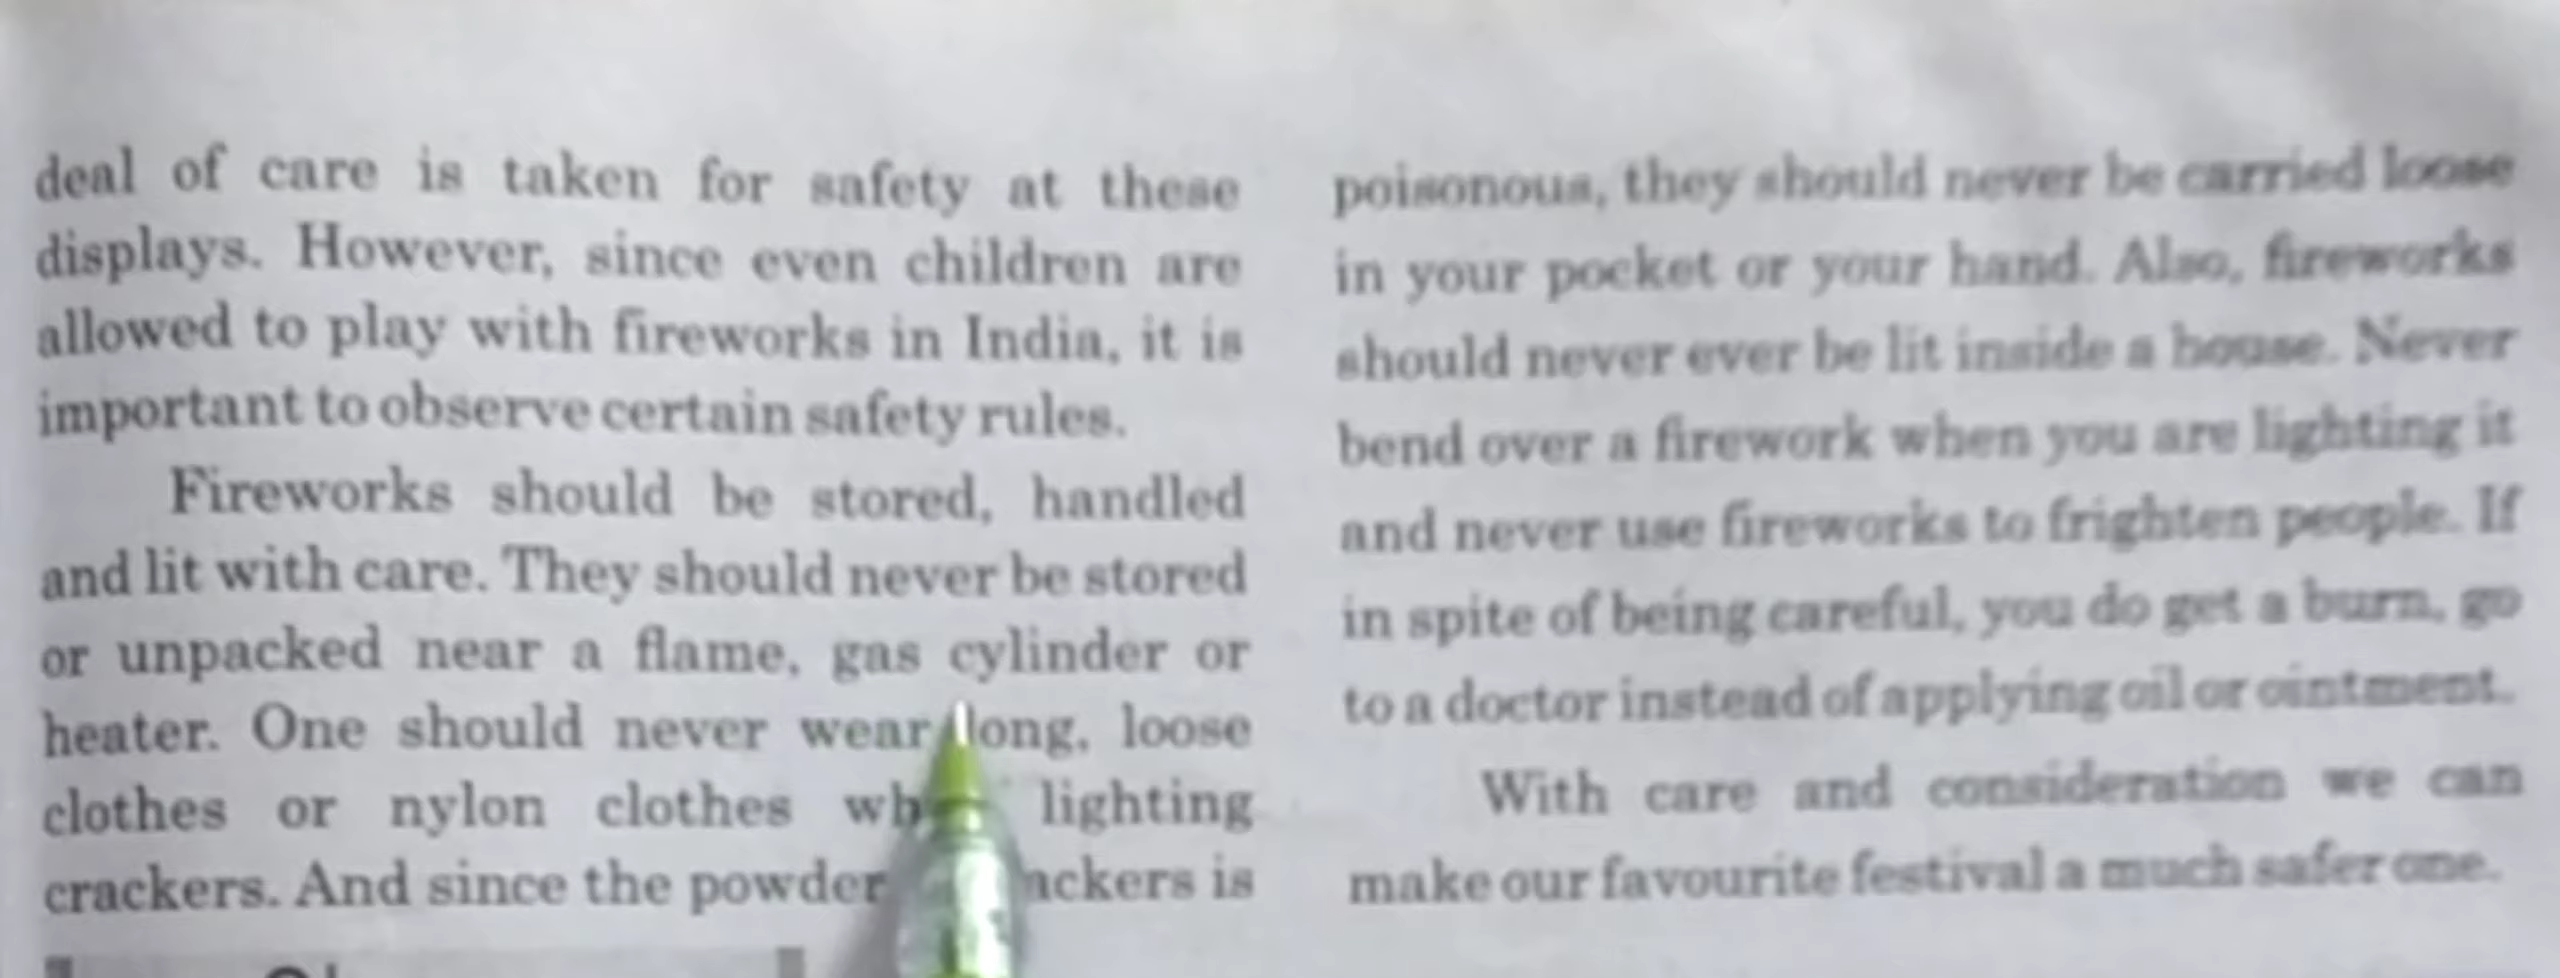 deal of care is taken for safety at these
displays. However, since even children are
allowed to play with fireworks in India, it is
important to observe certain safety rules.
Fireworks should be stored, handled
and lit with care. They should never be stored
or unpacked near a flame, gas cylinder or
heater. One should never wear long, loose
clothes or nylon clothes lighting
crackers. And since the powder is
poisonous, they should never be carried loose
in your pocket or your hand. Also, fireworks
should never ever be lit inside a house. Never
bend over a firework when you are lighting it
and never use fireworks to frighten people. If
in spite of being careful, you do get a burn, go
to a doctor instead of applying oil or ointment.
With care and consideration we can
make our favourite festival a much safer one.